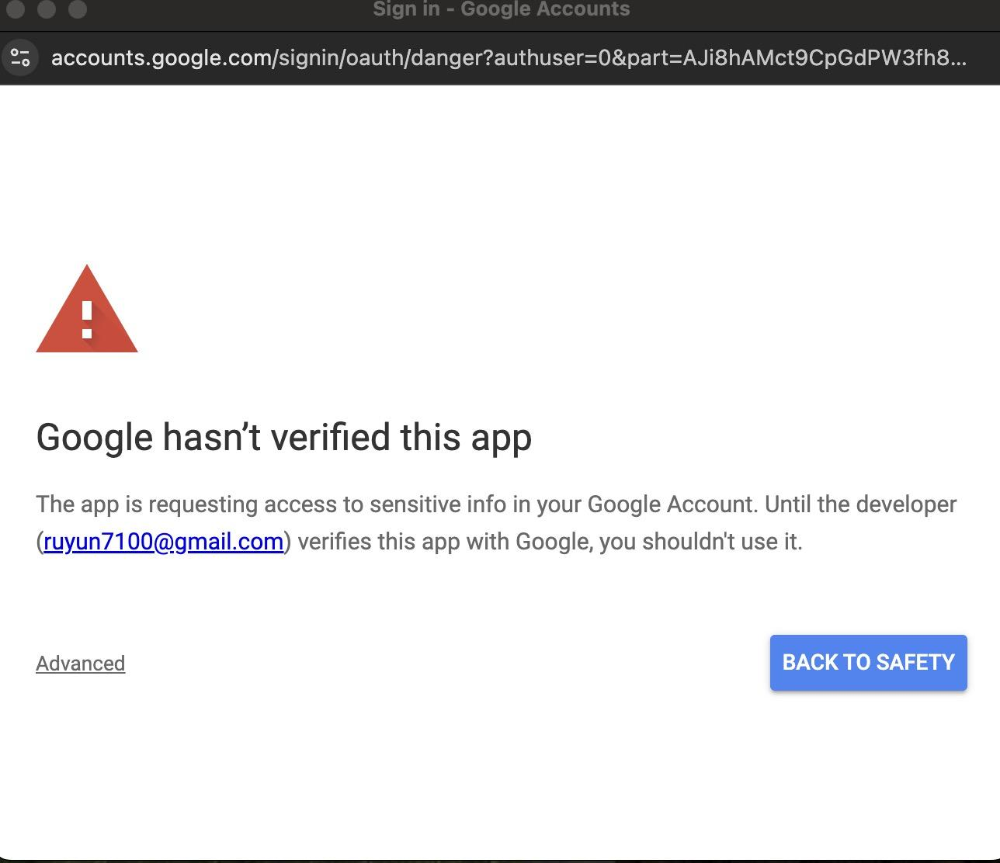 Sign in - Google Accounts
accounts.google.com/signin/oauth/danger?authuser=0&part=AJi8hAMct9CpGdPW3fh8...
Google hasn’t verified this app
The app is requesting access to sensitive info in your Google Account. Until the developer
(ruyun7100@gmail.com) verifies this app with Google, you shouldn't use it.
Advanced
BACK TO SAFETY